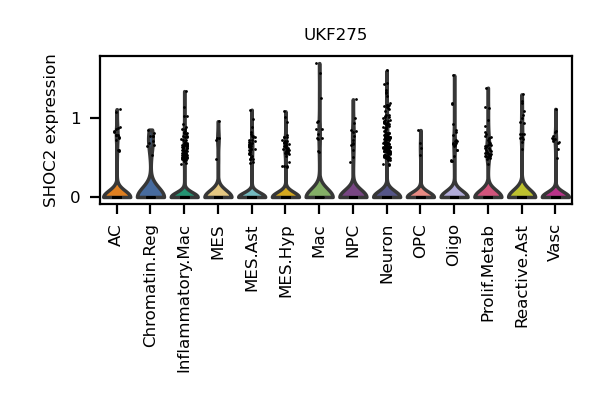 UKF275
SHOC2 expression
1
0
AC
Chromatin.Reg
Inflammatory.Mac
MES
MES.Ast
MES.Hyp
Mac
NPC
Neuron
OPC
Oligo
Prolif.Metab
Reactive.Ast
Vasc